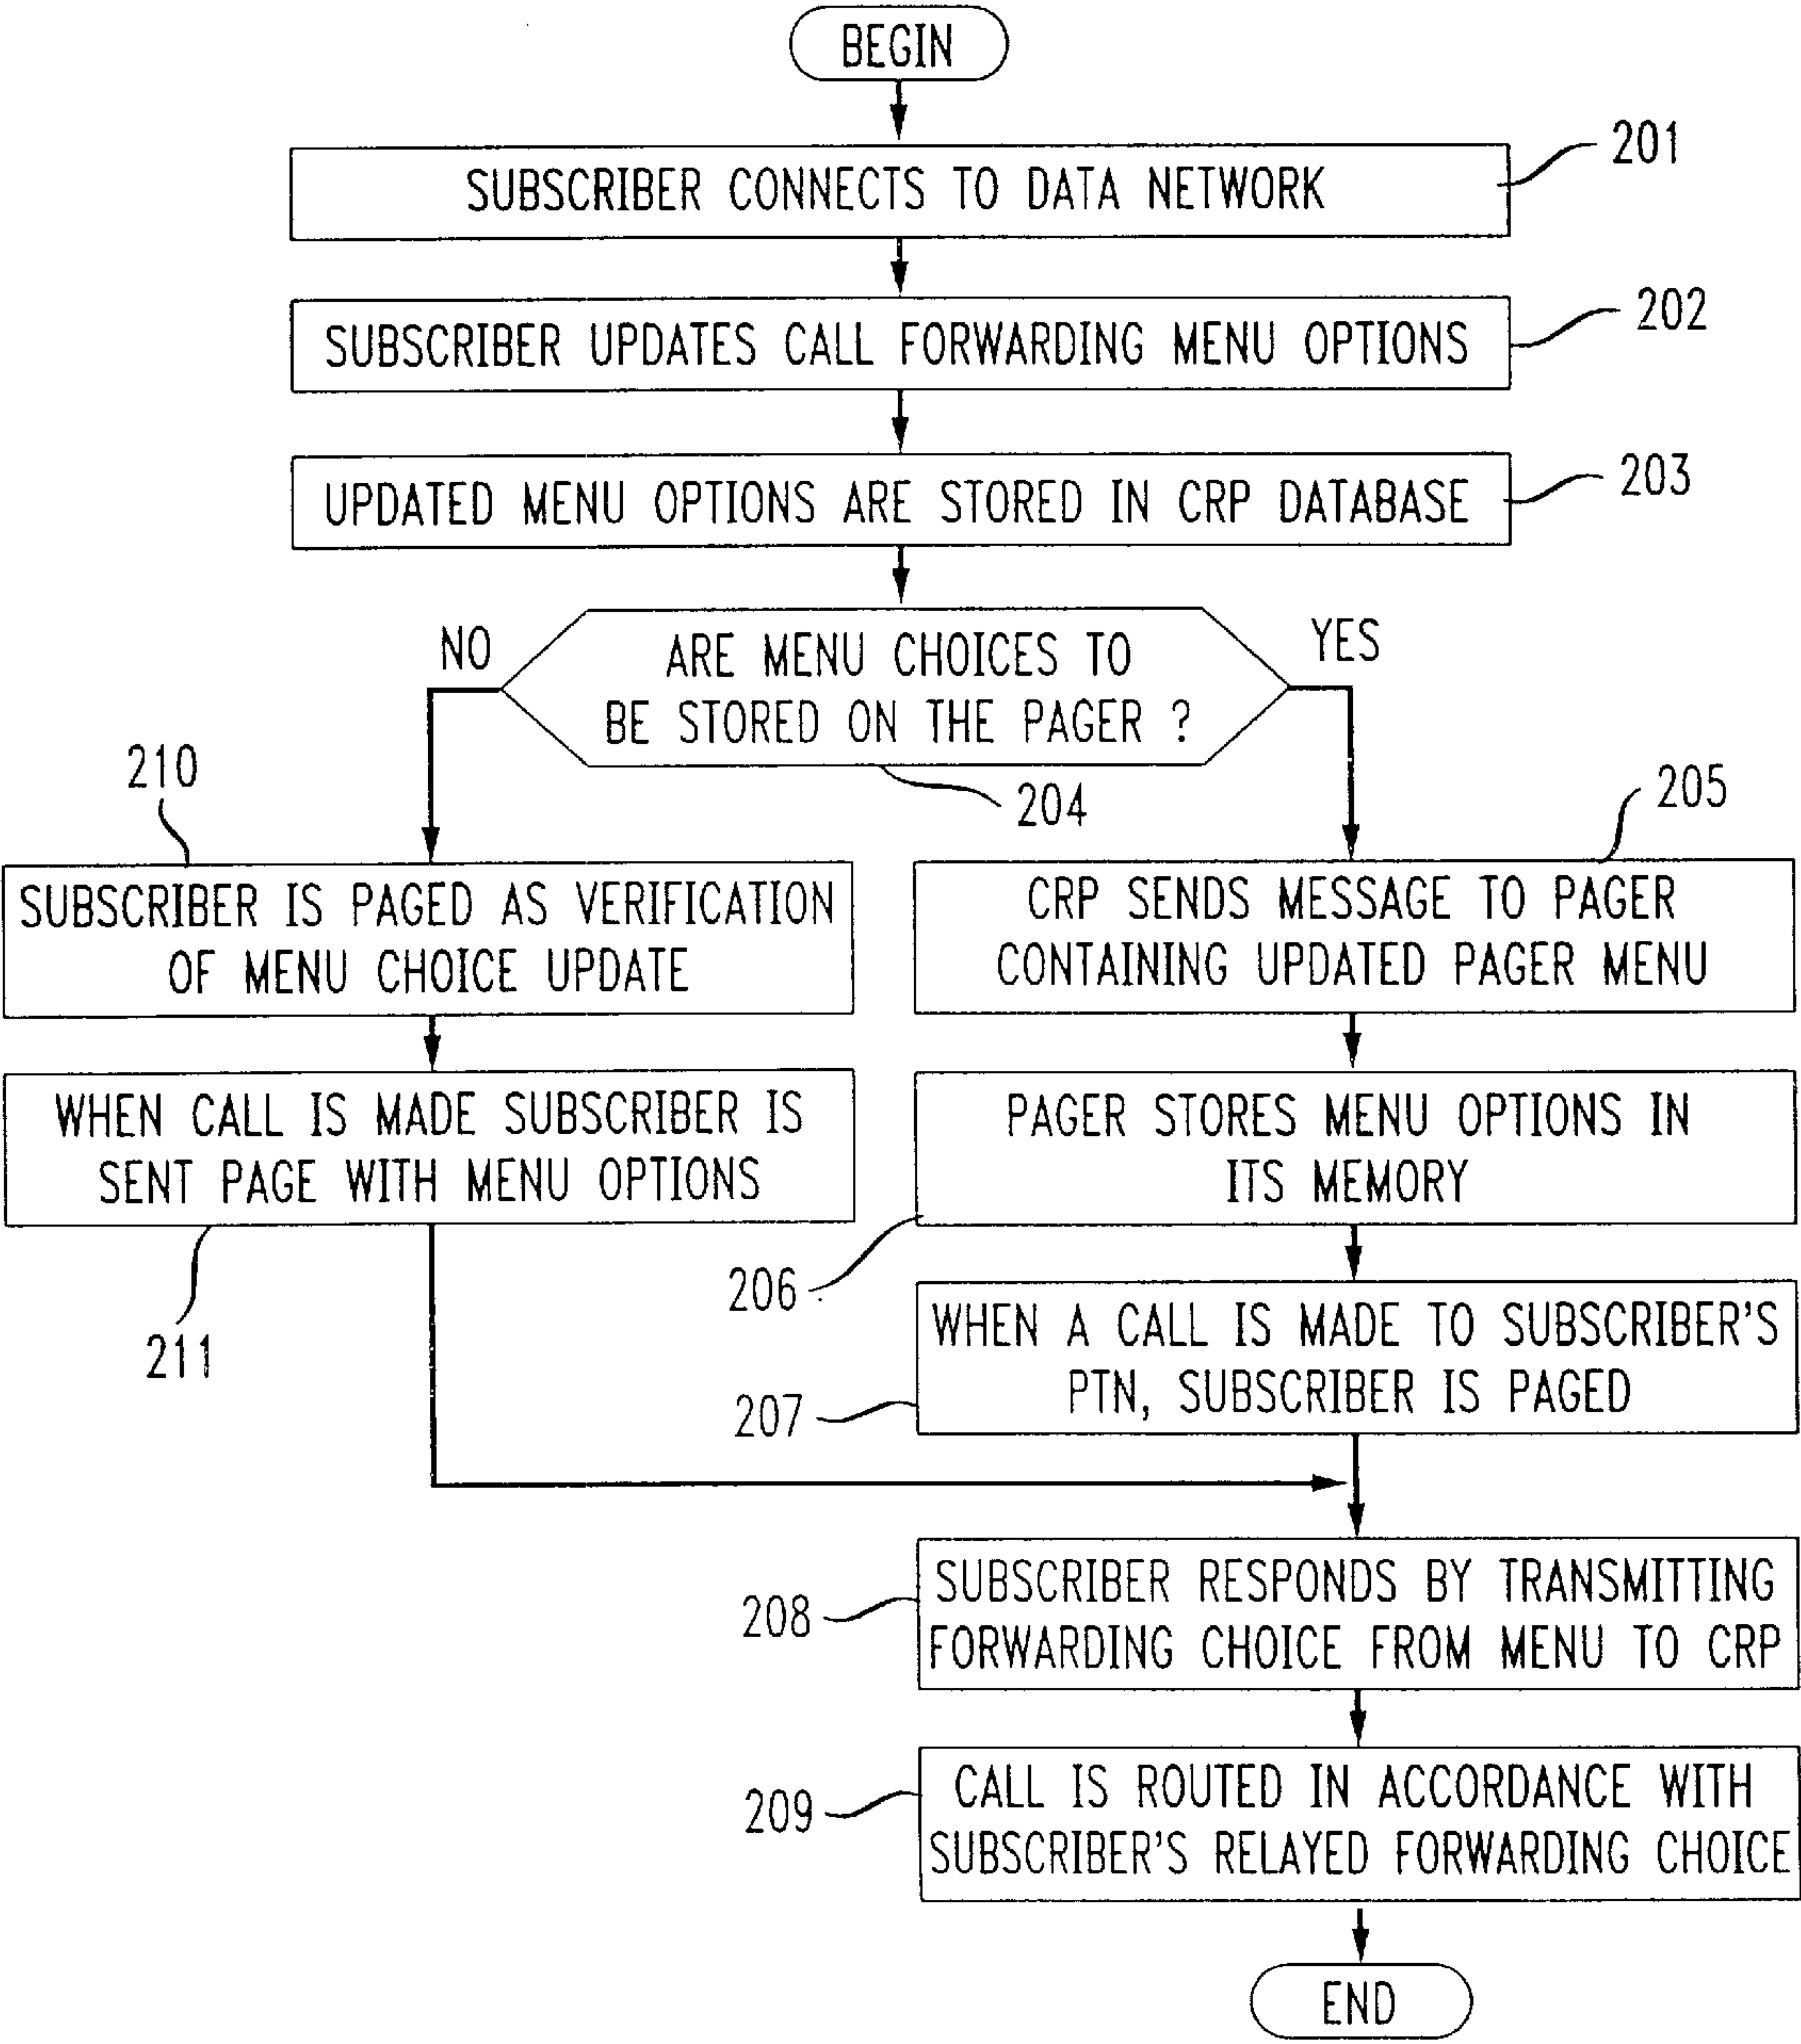 BEGIN
201
SUBSCRIBER CONNECTS TO DATA NETWORK
202
SUBSCRIBER UPDATES CALL FORWARDING MENU OPTIONS
203
UPDATED MENU OPTIONS ARE STORED IN CRP DATABASE
NO
YES
ARE MENU CHOICES TO
BE STORED ON THE PAGER ?
204
210
SUBSCRIBER IS PAGED AS VERIFICATION
OF MENU CHOICE UPDATE
WHEN CALL IS MADE SUBSCRIBER IS
SENT PAGE WITH MENU OPTIONS
211
205
CRP SENDS MESSAGE TO PAGER
CONTAINING UPDATED PAGER MENU
PAGER STORES MENU OPTIONS IN
ITS MEMORY
206
WHEN A CALL IS MADE TO SUBSCRIBER'S
PTN, SUBSCRIBER IS PAGED
207
SUBSCRIBER RESPONDS BY TRANSMITTING
FORWARDING CHOICE FROM MENU TO CRP
208
CALL IS ROUTED IN ACCORDANCE WITH
SUBSCRIBER'S RELAYED FORWARDING CHOICE
209
END